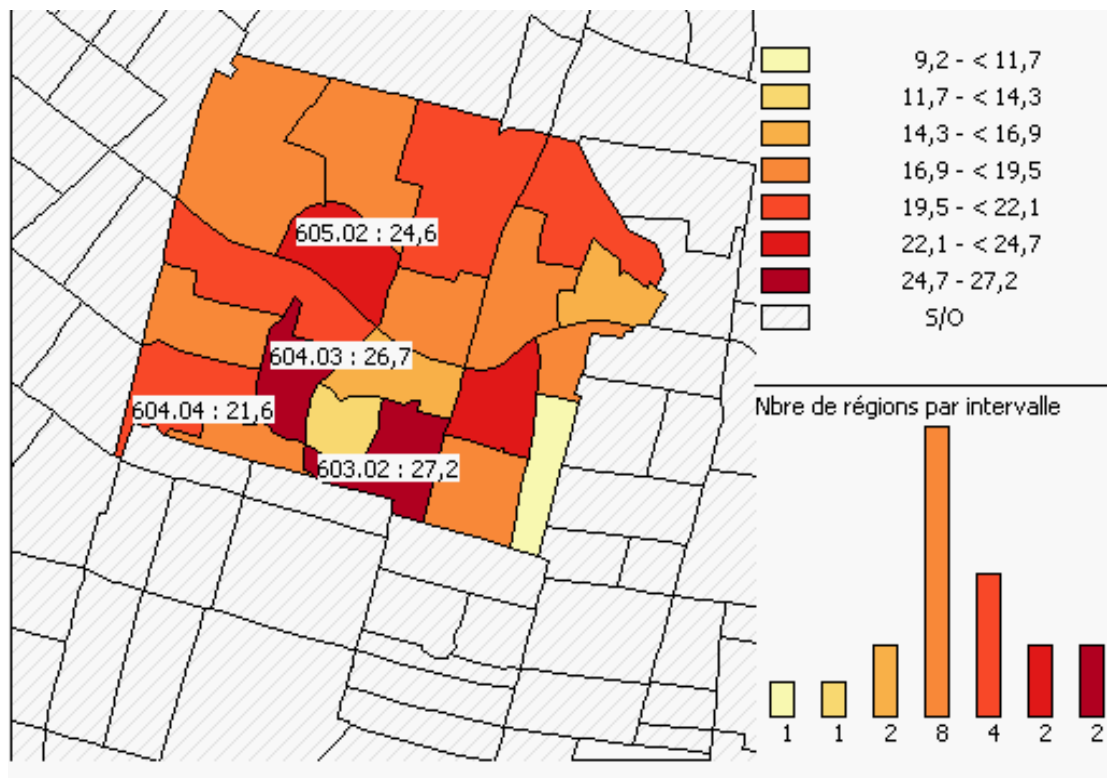 605.02 : 24,6
604.03 : 26,7
604.04 : 21,6
603.02 : 27,2
9,2 - < 11,7
11,7 - < 14,3
14,3 - < 16,9
16,9 - < 19,5
19,5 - < 22,1
22,1 - < 24,7
24,7 - 27,2
S/O
Nbre de régions par intervalle
1 1 2 8 4 2 2